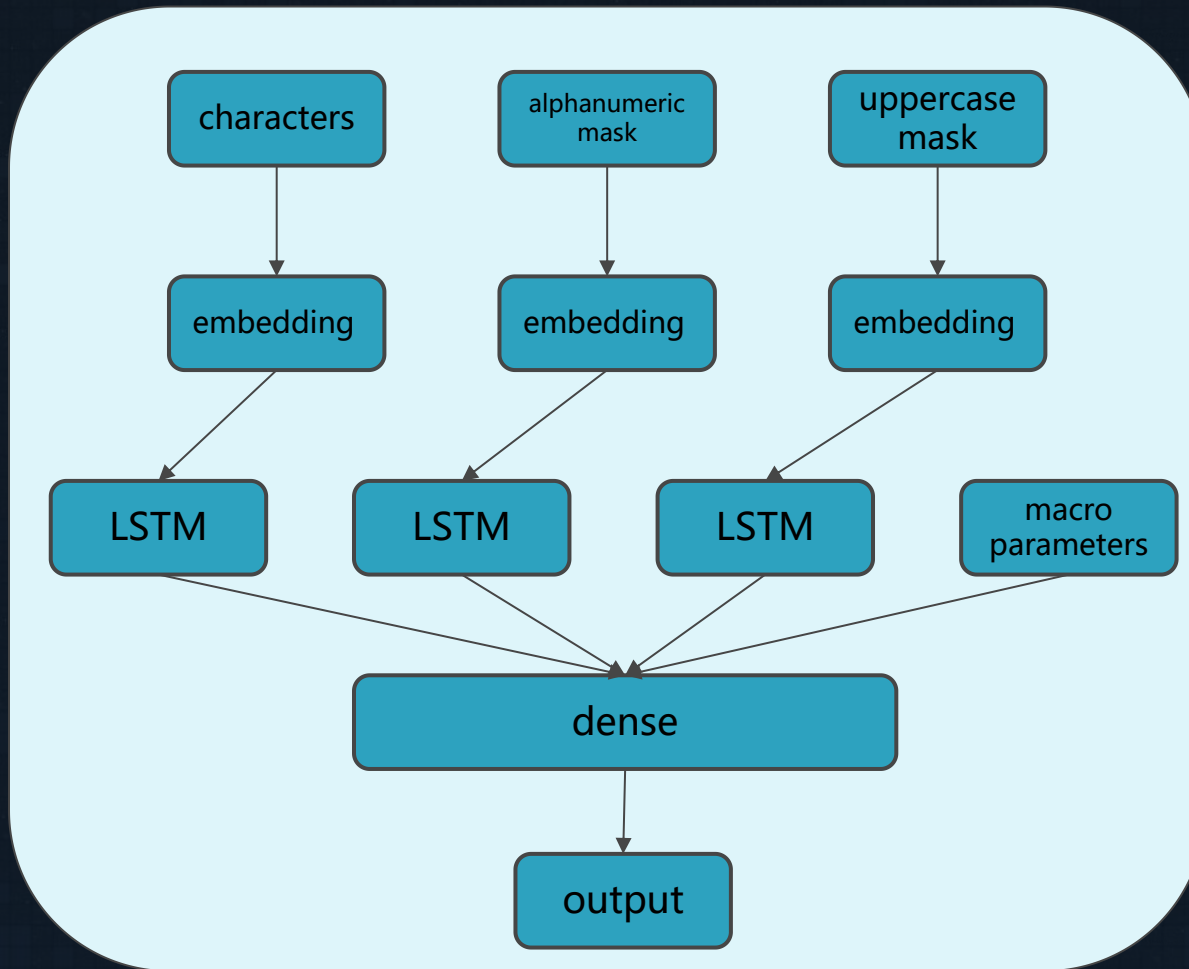 characters
alphanumeric
mask
uppercase
mask
embedding
embedding
embedding
LSTM
LSTM
LSTM
macro
parameters
dense
output